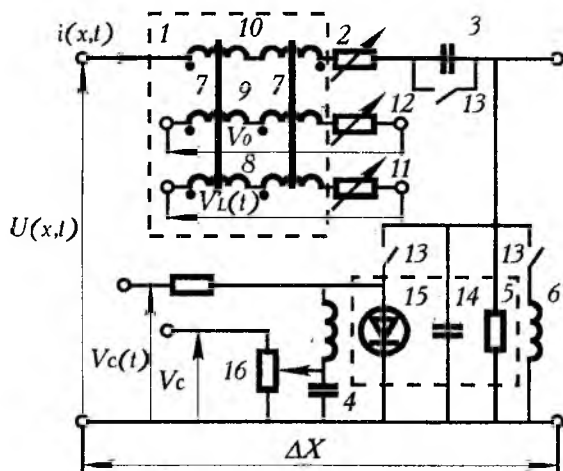 i(x,t) 1 10 2 3
7 9 7 12 13
V₀
8 11
V_L(t)
U(x,t)
13 13
15 14 5 6
Vc(t) Vc 16 4
ΔX